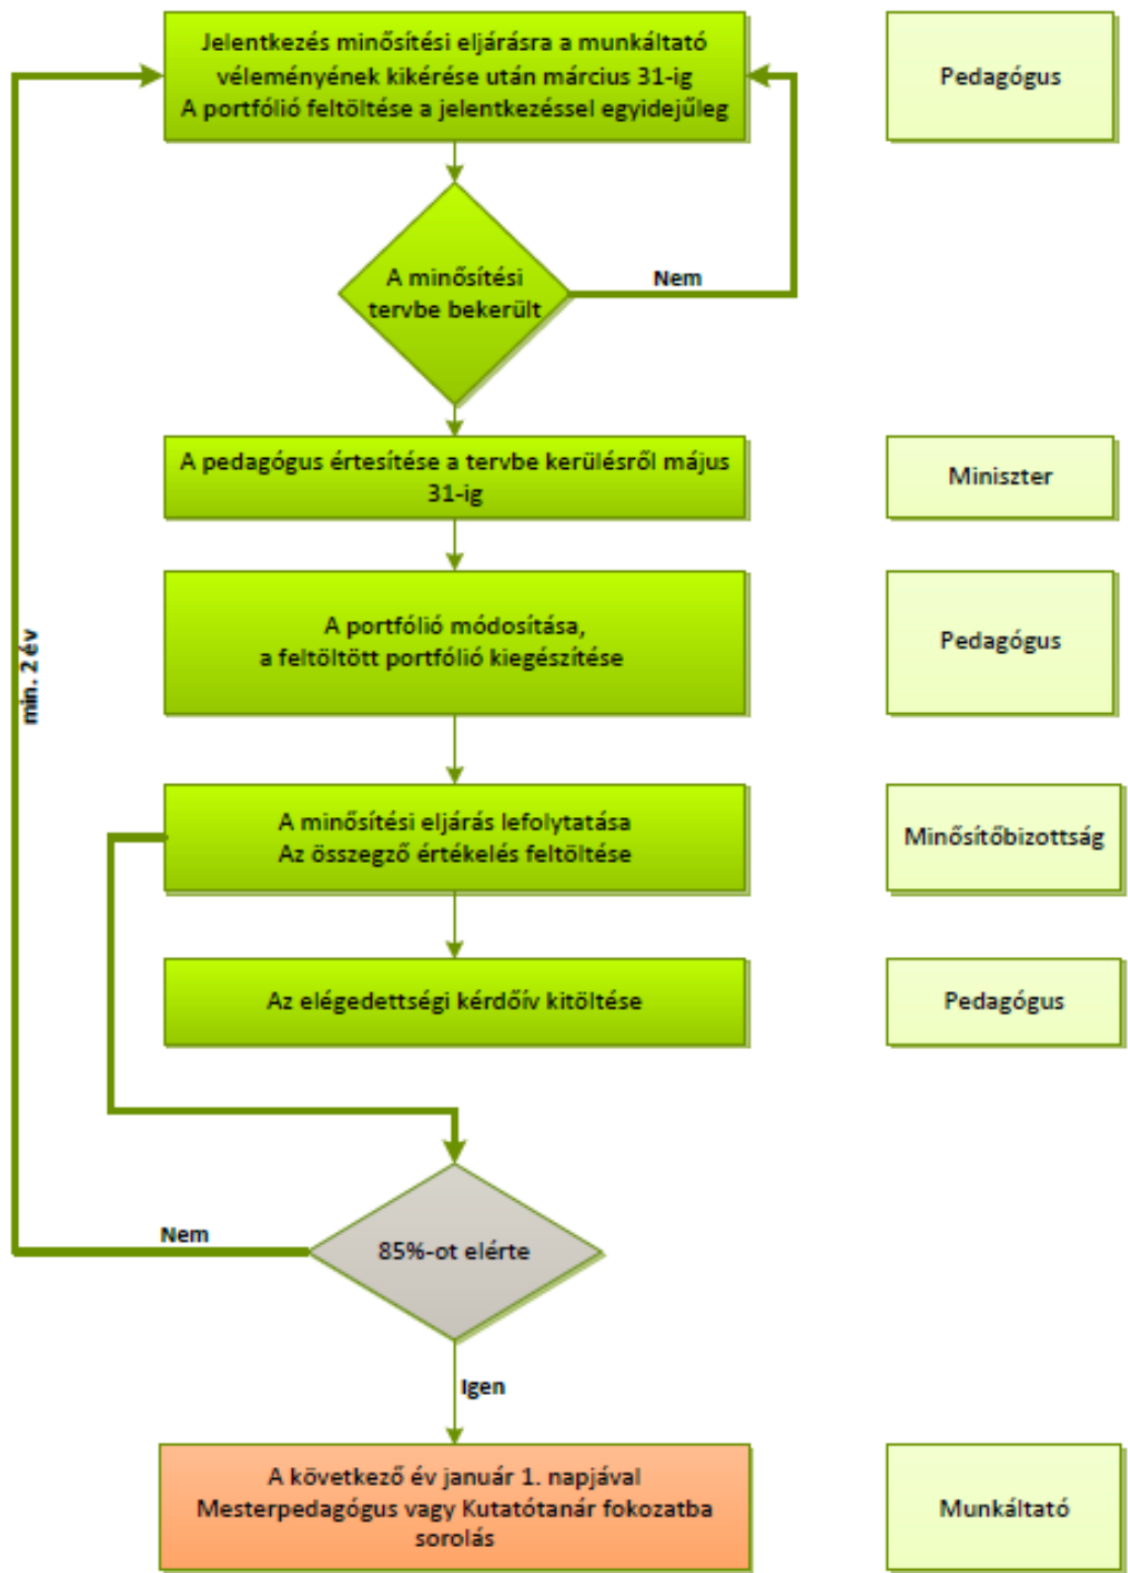 Jelentkezés minősítési eljárásra a munkáltató
véleményének kikérése után március 31-ig
A portfólió feltöltése a jelentkezéssel egyidejűleg
Pedagógus
A minősítési
tervbe bekerült
Nem
A pedagógus értesítése a tervbe kerülésről május
31-ig
Miniszter
A portfólió módosítása,
a feltöltött portfólió kiegészítése
Pedagógus
min. 2 év
A minősítési eljárás lefolytatása
Az összegző értékelés feltöltése
Minősítőbizottság
Az elégedettségi kérdőív kitöltése
Pedagógus
85%-ot elérte
Nem
Igen
A következő év január 1. napjával
Mesterpedagógus vagy Kutatótanár fokozatba
sorolás
Munkáltató